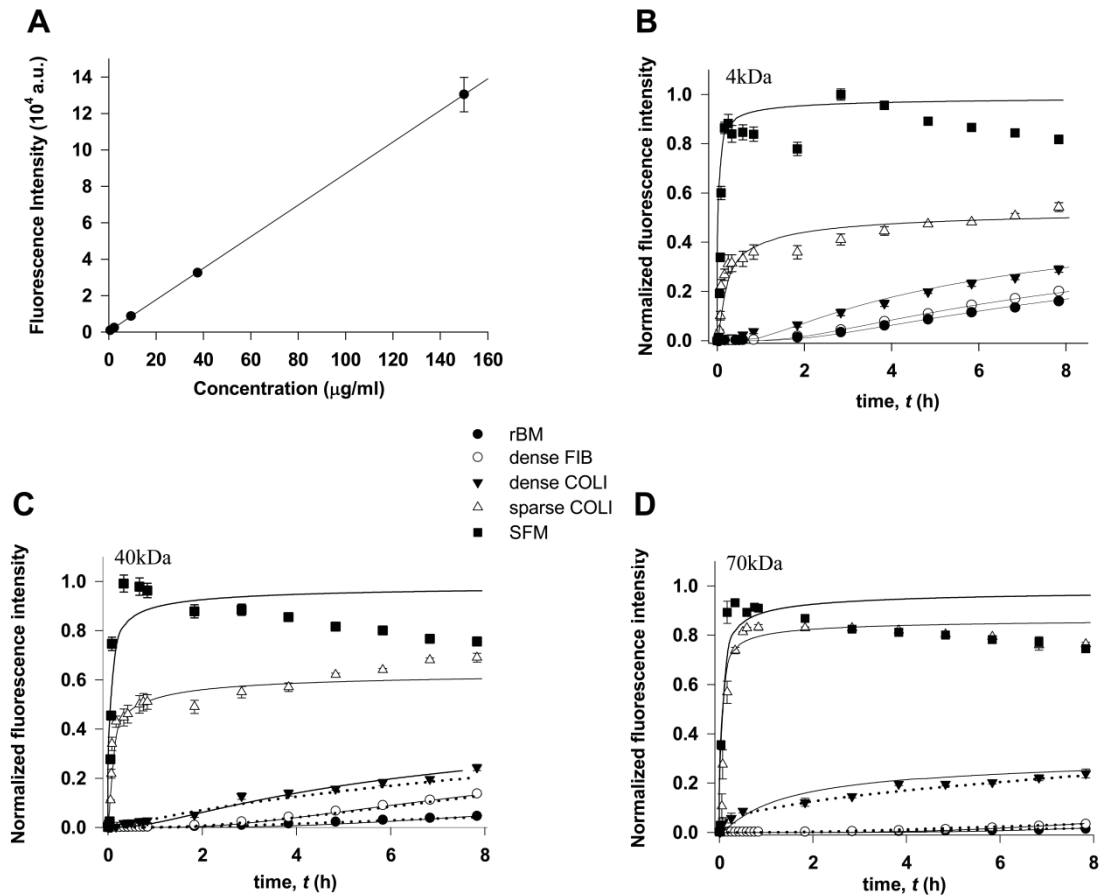 A
Fluorescence Intensity (10⁴ a.u.)
14
12
10
8
6
4
2
0
0 20 40 60 80 100 120 140 160
Concentration (μg/ml)
B
4kDa
Normalized fluorescence intensity
1.0
0.8
0.6
0.4
0.2
0.0
0 2 4 6 8
time, t (h)
rBM
dense FIB
dense COLI
sparse COLI
SFM
C
40kDa
Normalized fluorescence intensity
1.0
0.8
0.6
0.4
0.2
0.0
0 2 4 6 8
time, t (h)
D
70kDa
Normalized fluorescence intensity
1.0
0.8
0.6
0.4
0.2
0.0
0 2 4 6 8
time, t (h)